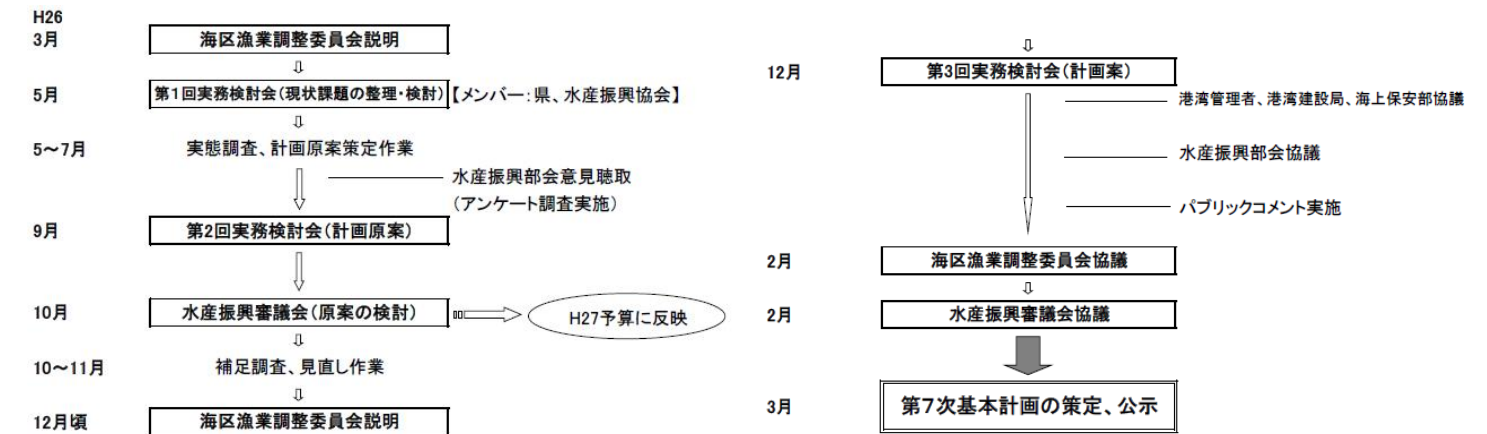 H26
3月 海区漁業調整委員会説明
5月 第1回実務検討会(現状課題の整理・検討)【メンバー:県、水産振興協会】
5～7月 実態調査、計画原案策定作業
水産振興部会意見聴取
(アンケート調査実施)
9月 第2回実務検討会(計画原案)
10月 水産振興審議会(原案の検討) H27予算に反映
10～11月 補足調査、見直し作業
12月頃 海区漁業調整委員会説明
12月 第3回実務検討会(計画案)
港湾管理者、港湾建設局、海上保安部協議
水産振興部会協議
パブリックコメント実施
2月 海区漁業調整委員会協議
2月 水産振興審議会協議
3月 第7次基本計画の策定、公示